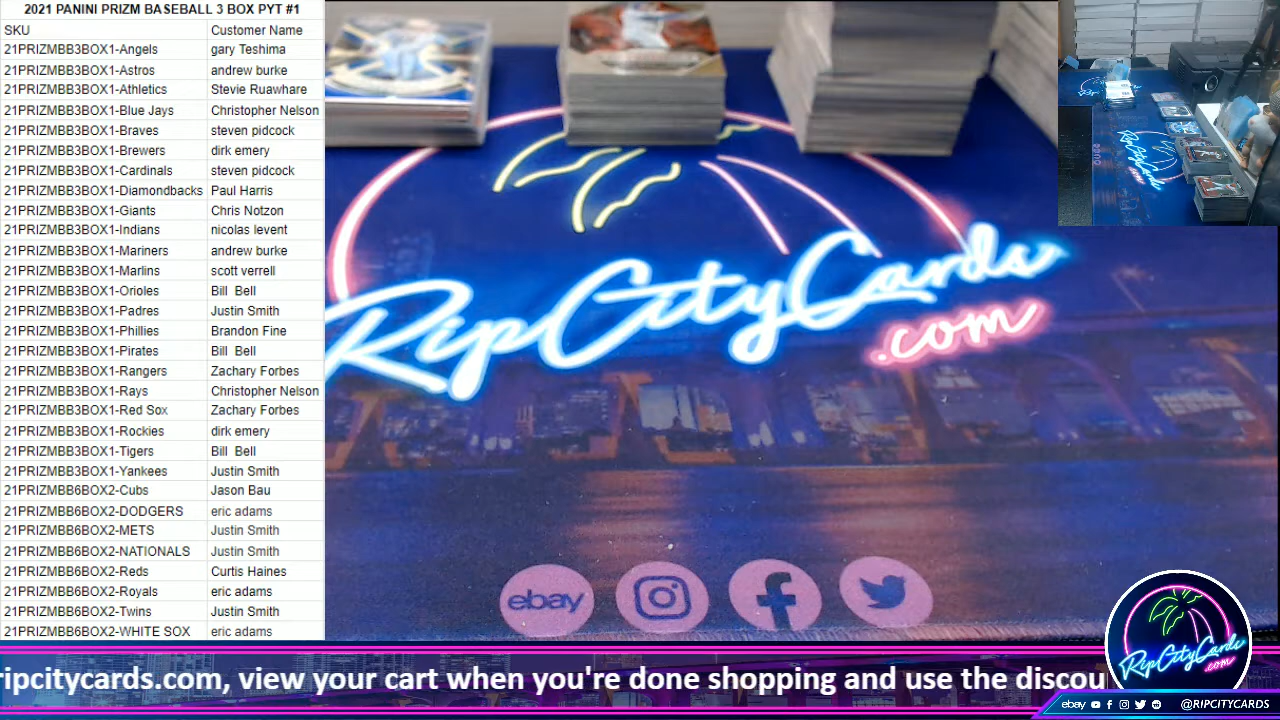 2021 PANINI PRIZM BASEBALL 3 BOX PYT #1
SKU Customer Name
21PRIZMBB3BOX1-Angels gary Teshima
21PRIZMBB3BOX1-Astros andrew burke
21PRIZMBB3BOX1-Athletics Stevie Ruawhare
21PRIZMBB3BOX1-Blue Jays Christopher Nelson
21PRIZMBB3BOX1-Braves steven pidcock
21PRIZMBB3BOX1-Brewers dirk emery
21PRIZMBB3BOX1-Cardinals steven pidcock
21PRIZMBB3BOX1-Diamondbacks Paul Harris
21PRIZMBB3BOX1-Giants Chris Notzon
21PRIZMBB3BOX1-Indians nicolas levent
21PRIZMBB3BOX1-Mariners andrew burke
21PRIZMBB3BOX1-Marlins scott verrell
21PRIZMBB3BOX1-Orioles Bill Bell
21PRIZMBB3BOX1-Padres Justin Smith
21PRIZMBB3BOX1-Phillies Brandon Fine
21PRIZMBB3BOX1-Pirates Bill Bell
21PRIZMBB3BOX1-Rangers Zachary Forbes
21PRIZMBB3BOX1-Rays Christopher Nelson
21PRIZMBB3BOX1-Red Sox Zachary Forbes
21PRIZMBB3BOX1-Rockies dirk emery
21PRIZMBB3BOX1-Tigers Bill Bell
21PRIZMBB3BOX1-Yankees Justin Smith
21PRIZMBB6BOX2-Cubs Jason Bau
21PRIZMBB6BOX2-DODGERS eric adams
21PRIZMBB6BOX2-METS Justin Smith
21PRIZMBB6BOX2-NATIONALS Justin Smith
21PRIZMBB6BOX2-Reds Curtis Haines
21PRIZMBB6BOX2-Royals eric adams
21PRIZMBB6BOX2-Twins Justin Smith
21PRIZMBB6BOX2-WHITE SOX eric adams
RipCityCards
.com
ebay
RipCityCards
.com
RipCityCards
.com
ripcitycards.com, view your cart when you're done shopping and use the discou
ebay @RIPCITYCARDS